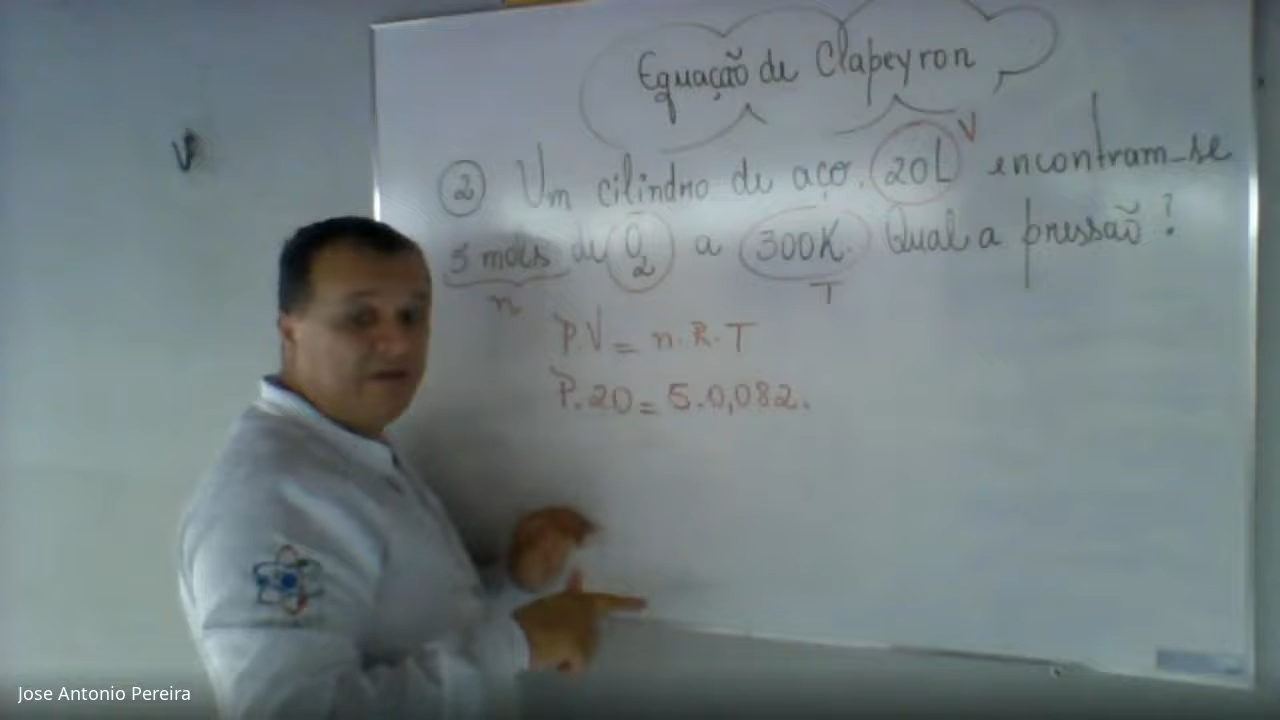 Equação de Clapeyron
V
2 Um cilindro de aço, 20L encontram-se
5 mols de O2 a 300K. Qual a pressão?
n T
P.V = n.R.T
P.20 = 5.0,082.
Jose Antonio Pereira